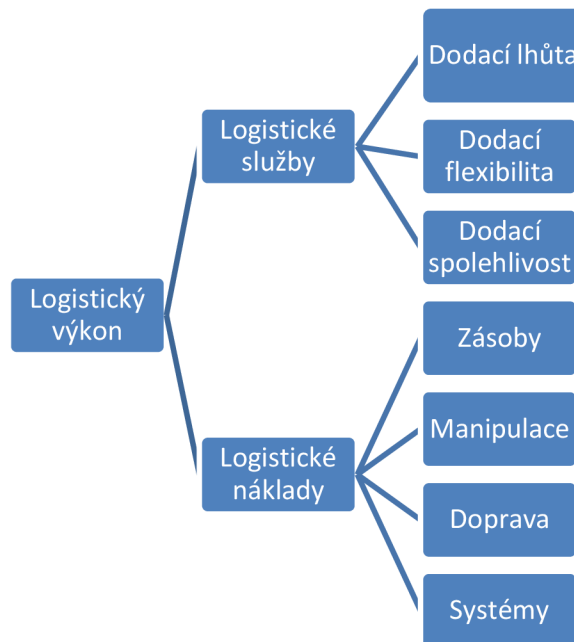 Logistický
výkon
Logistické
služby
Dodací lhůta
Dodací
flexibilita
Dodací
spolehlivost
Logistické
náklady
Zásoby
Manipulace
Doprava
Systémy